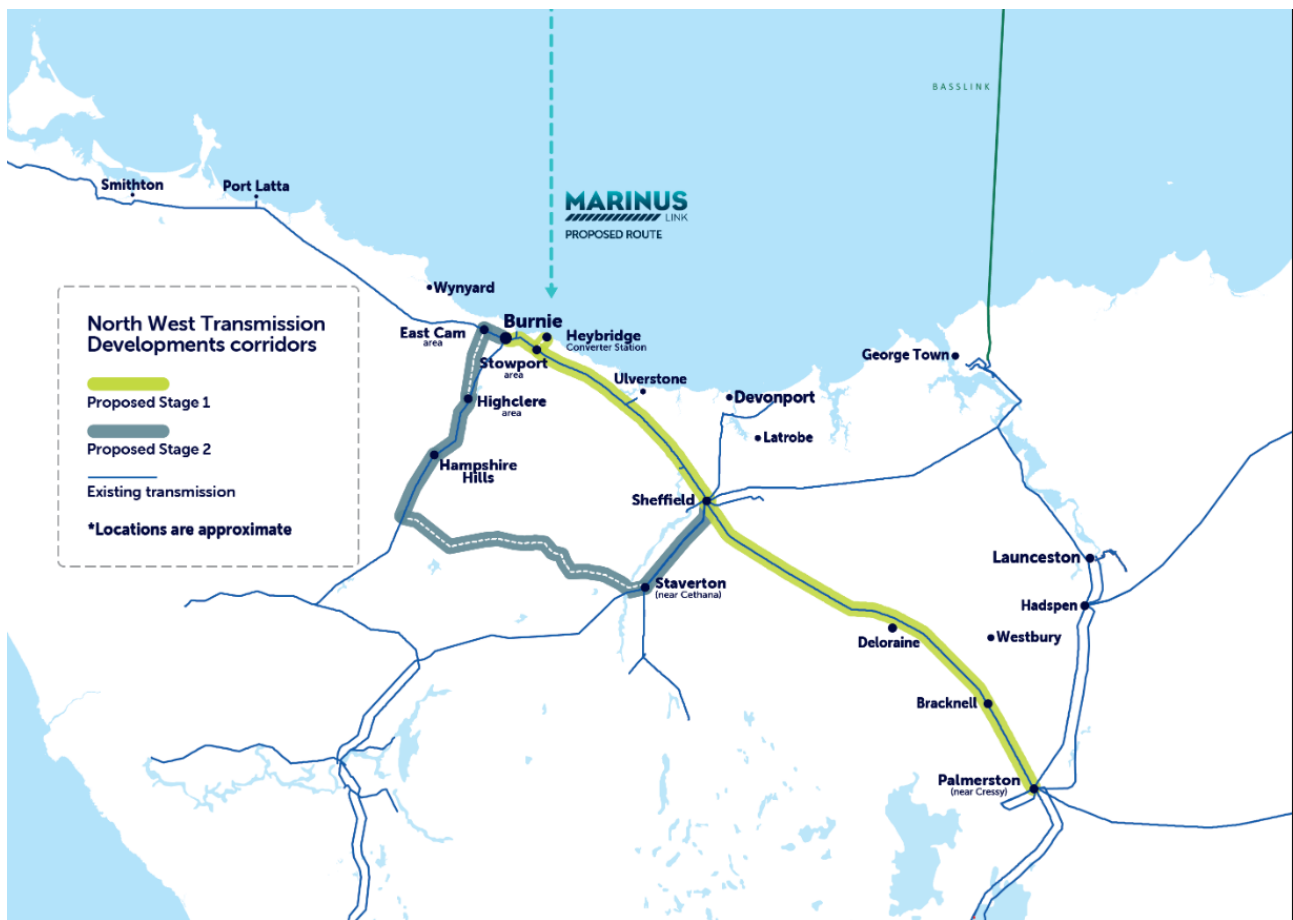 BASSLINK
Smithton
Port Latta
MARINUS
LINK
PROPOSED ROUTE
Wynyard
North West Transmission
Developments corridors
Proposed Stage 1
Proposed Stage 2
Existing transmission
*Locations are approximate
East Cam
area
Burnie
Heybridge
Converter Station
Stowport
area
Highclere
area
Hampshire
Hills
Ulverstone
Devonport
Latrobe
George Town
Sheffield
Staverton
(near Cethana)
Launceston
Hadspen
Westbury
Deloraine
Bracknell
Palmerston
(near Cressy)